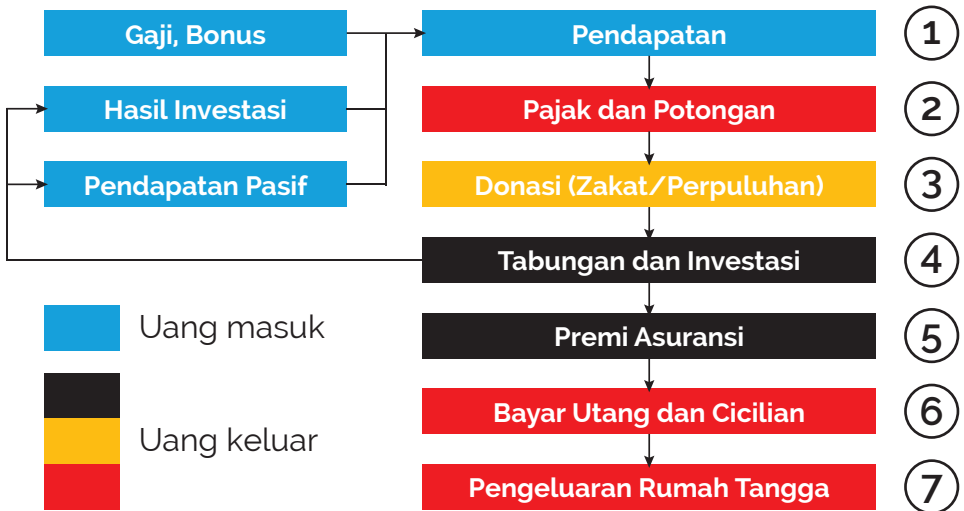 Gaji, Bonus
Pendapatan
1
Hasil Investasi
Pajak dan Potongan
2
Pendapatan Pasif
Donasi (Zakat/Perpuluhan)
3
Tabungan dan Investasi
4
Uang masuk
Premi Asuransi
5
Uang keluar
Bayar Utang dan Cicilian
6
Pengeluaran Rumah Tangga
7